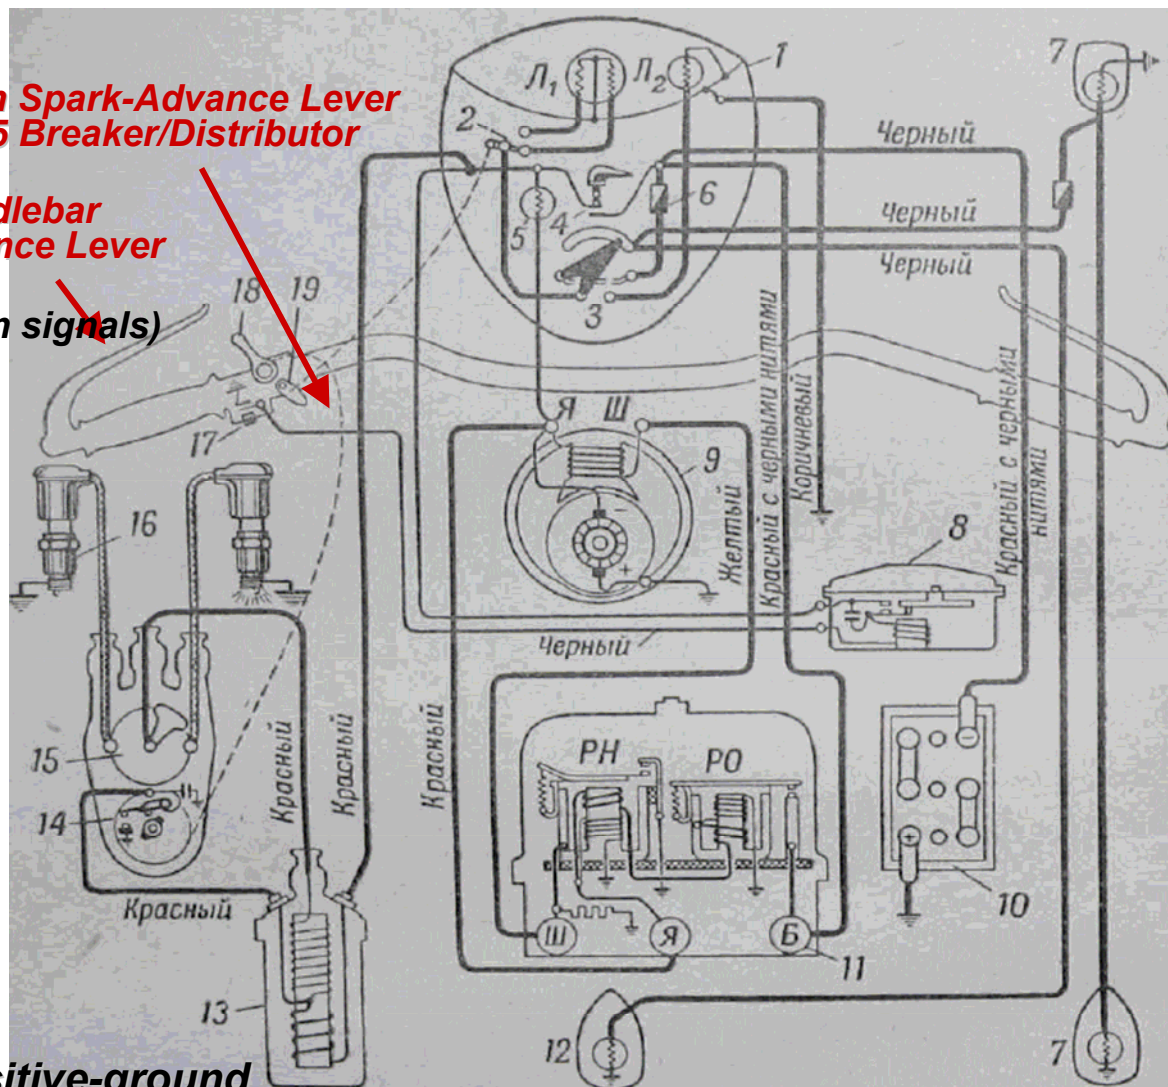 Л₁
Л₂
1
7
n Spark-Advance Lever
5 Breaker/Distributor
2
Черный
6
4
5
Черный
Черный
dlebar
nce Lever
18
19
3
n signals)
Я Ш
17
9
16
Желтый
Красный с черными нитями
Коричневый
Красный с черными
нитями
8
Черный
Красный
Красный
Красный
РН
РО
15
14
Красный
10
Ш
Я
Б
11
13
12
7
sitive-ground